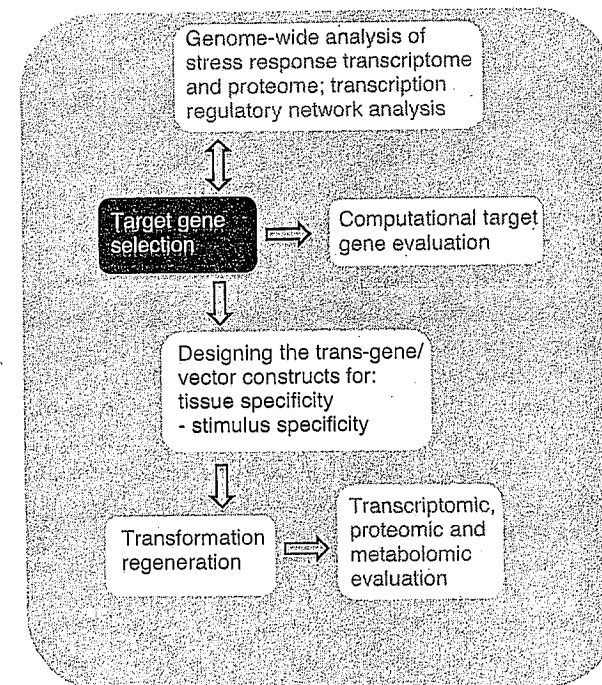 Genome-wide analysis of
stress response transcriptome
and proteome; transcription
regulatory network analysis
Target gene
selection
Computational target
gene evaluation
Designing the trans-gene/
vector constructs for:
tissue specificity
- stimulus specificity
Transformation
regeneration
Transcriptomic,
proteomic and
metabolomic
evaluation